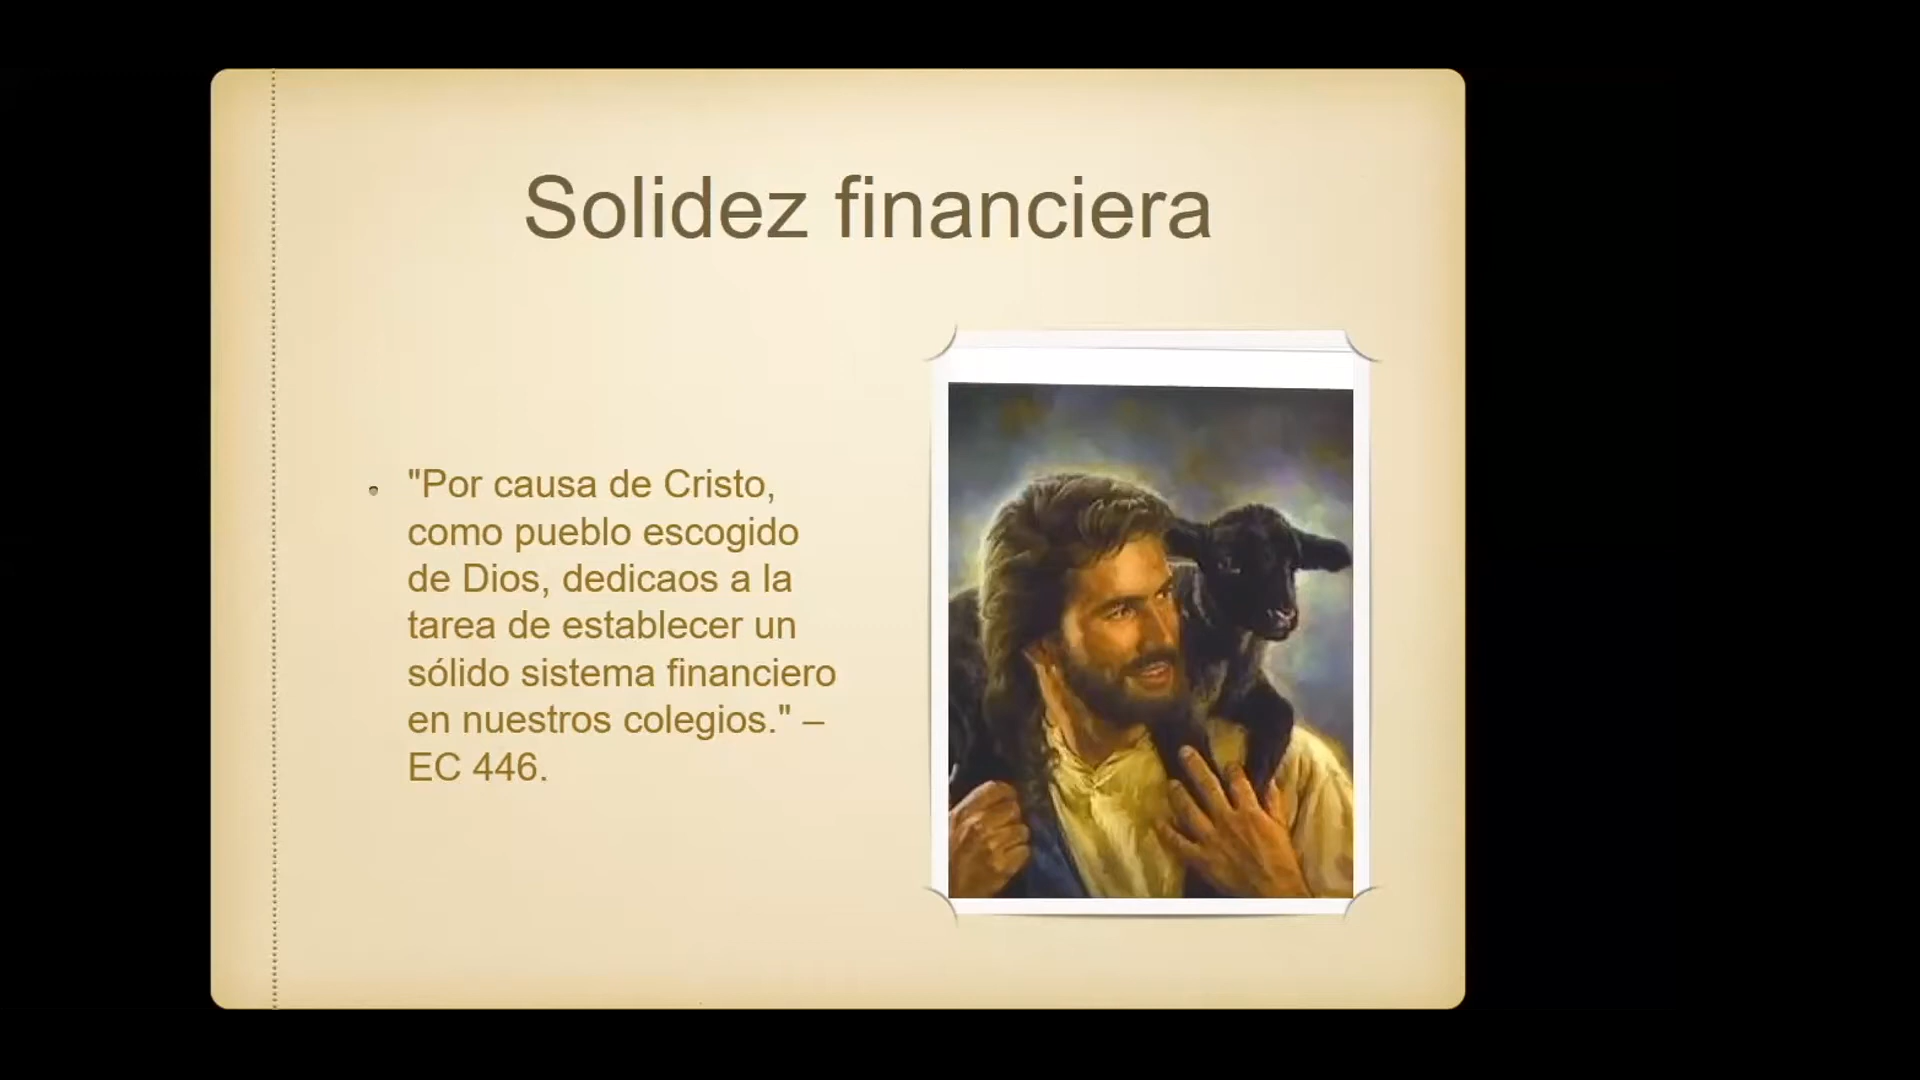 Solidez financiera
"Por causa de Cristo,
como pueblo escogido
de Dios, dedicaos a la
tarea de establecer un
sólido sistema financiero
en nuestros colegios." –
EC 446.